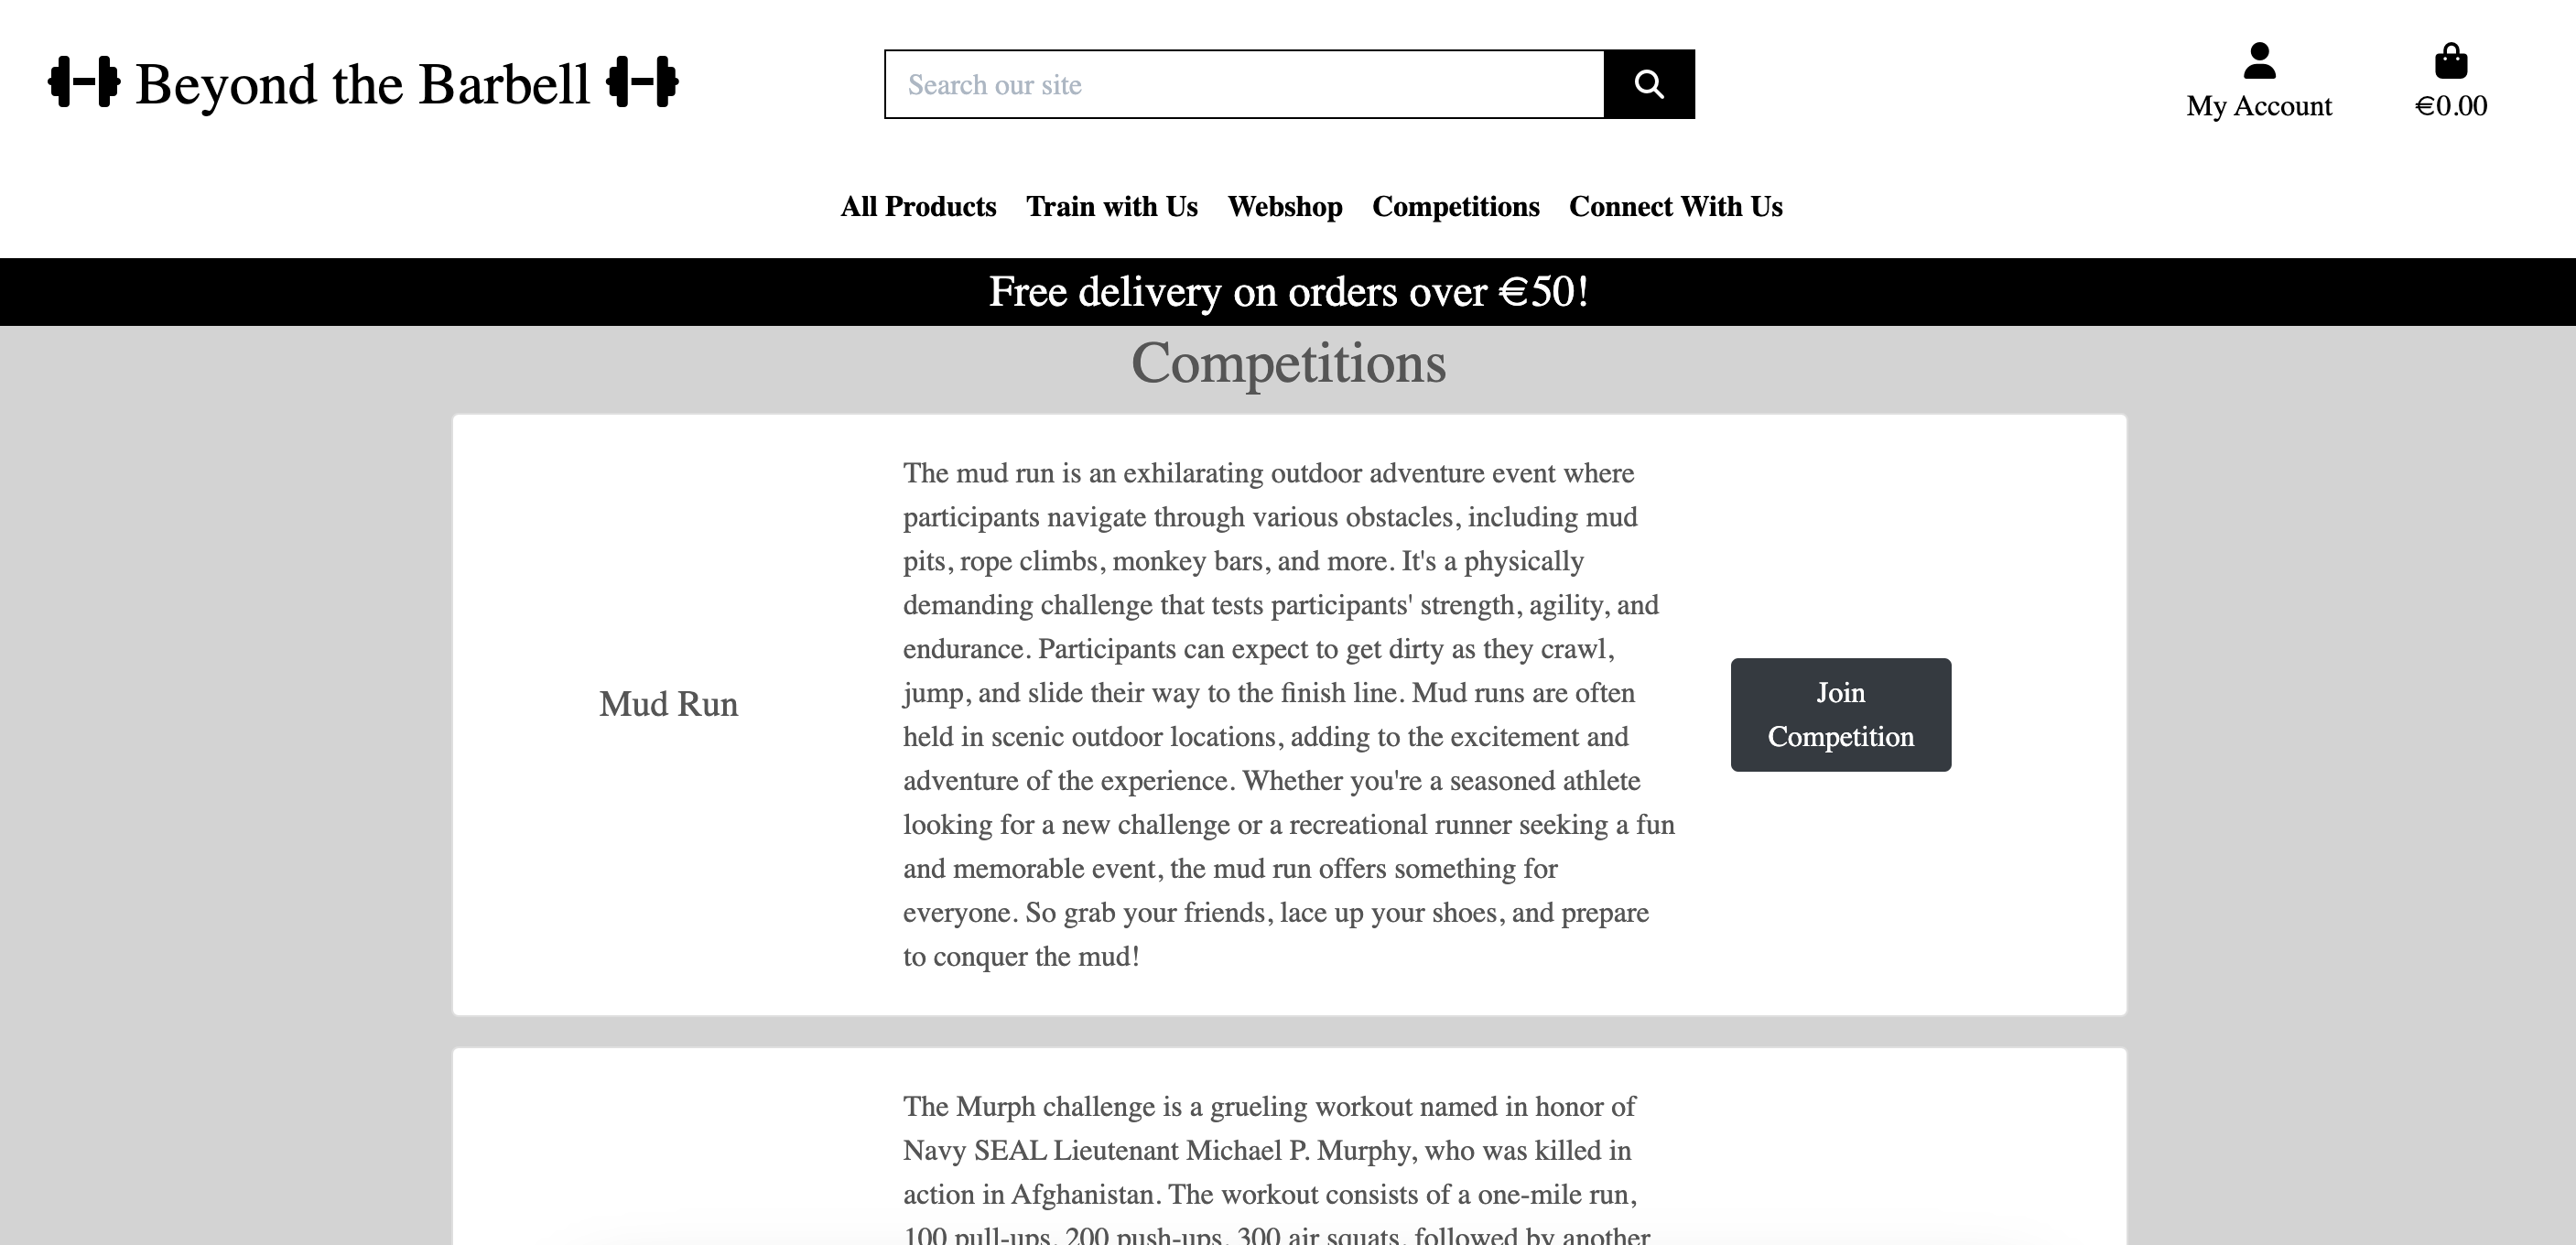 Beyond the Barbell
Search our site
My Account
€0.00
All Products Train with Us Webshop Competitions Connect With Us
Free delivery on orders over €50!
Competitions
Mud Run
The mud run is an exhilarating outdoor adventure event where
participants navigate through various obstacles, including mud
pits, rope climbs, monkey bars, and more. It's a physically
demanding challenge that tests participants' strength, agility, and
endurance. Participants can expect to get dirty as they crawl,
jump, and slide their way to the finish line. Mud runs are often
held in scenic outdoor locations, adding to the excitement and
adventure of the experience. Whether you're a seasoned athlete
looking for a new challenge or a recreational runner seeking a fun
and memorable event, the mud run offers something for
everyone. So grab your friends, lace up your shoes, and prepare
to conquer the mud!
Join
Competition
The Murph challenge is a grueling workout named in honor of
Navy SEAL Lieutenant Michael P. Murphy, who was killed in
action in Afghanistan. The workout consists of a one-mile run,
100 pull-ups, 200 push-ups, 300 air squats, followed by another